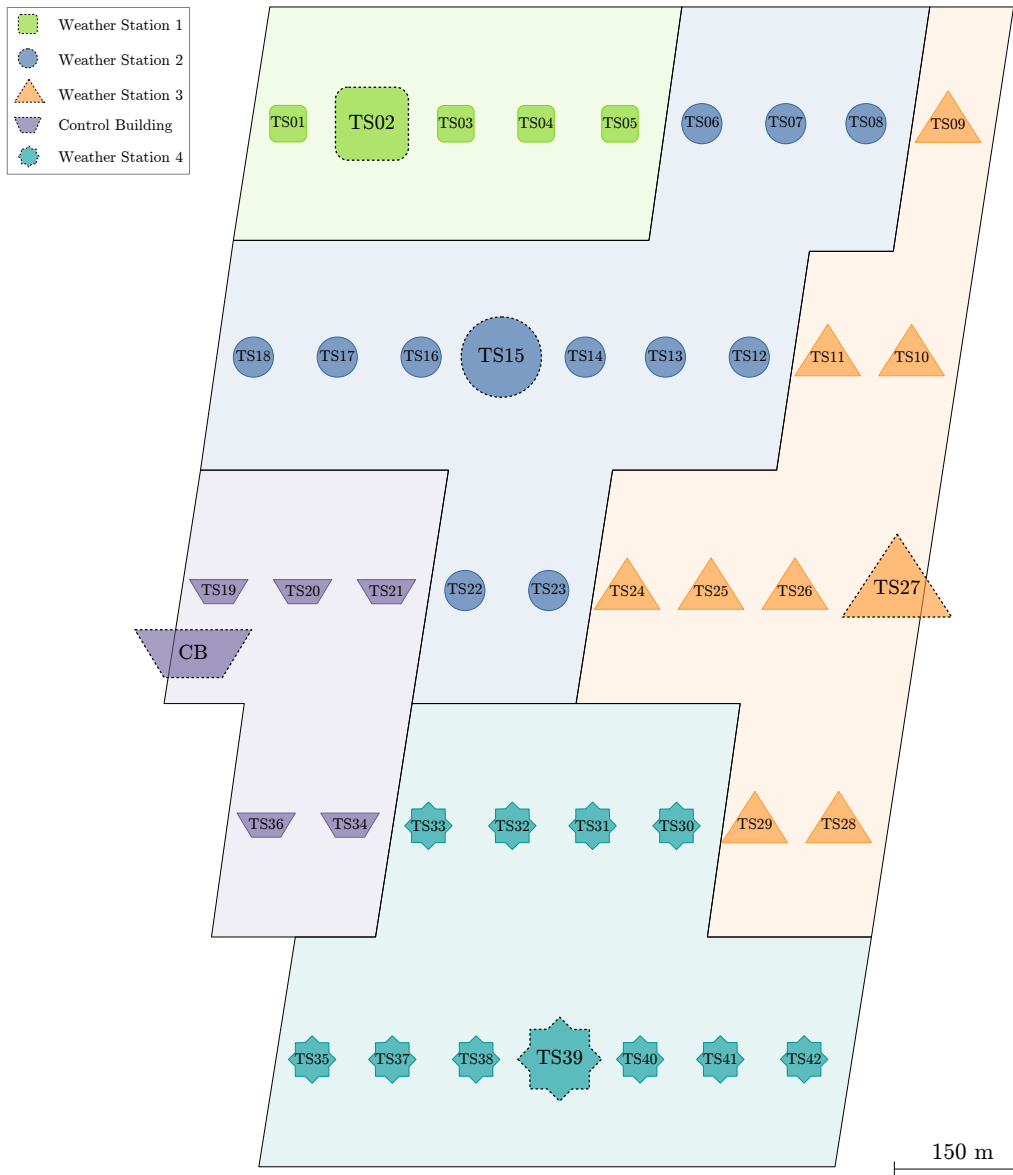 Weather Station 1
Weather Station 2
Weather Station 3
Control Building
Weather Station 4
TS01 TS02 TS03 TS04 TS05 TS06 TS07 TS08 TS09
TS18 TS17 TS16 TS15 TS14 TS13 TS12 TS11 TS10
TS19 TS20 TS21 TS22 TS23 TS24 TS25 TS26 TS27
CB
TS36 TS34 TS33 TS32 TS31 TS30 TS29 TS28
TS35 TS37 TS38 TS39 TS40 TS41 TS42
150 m